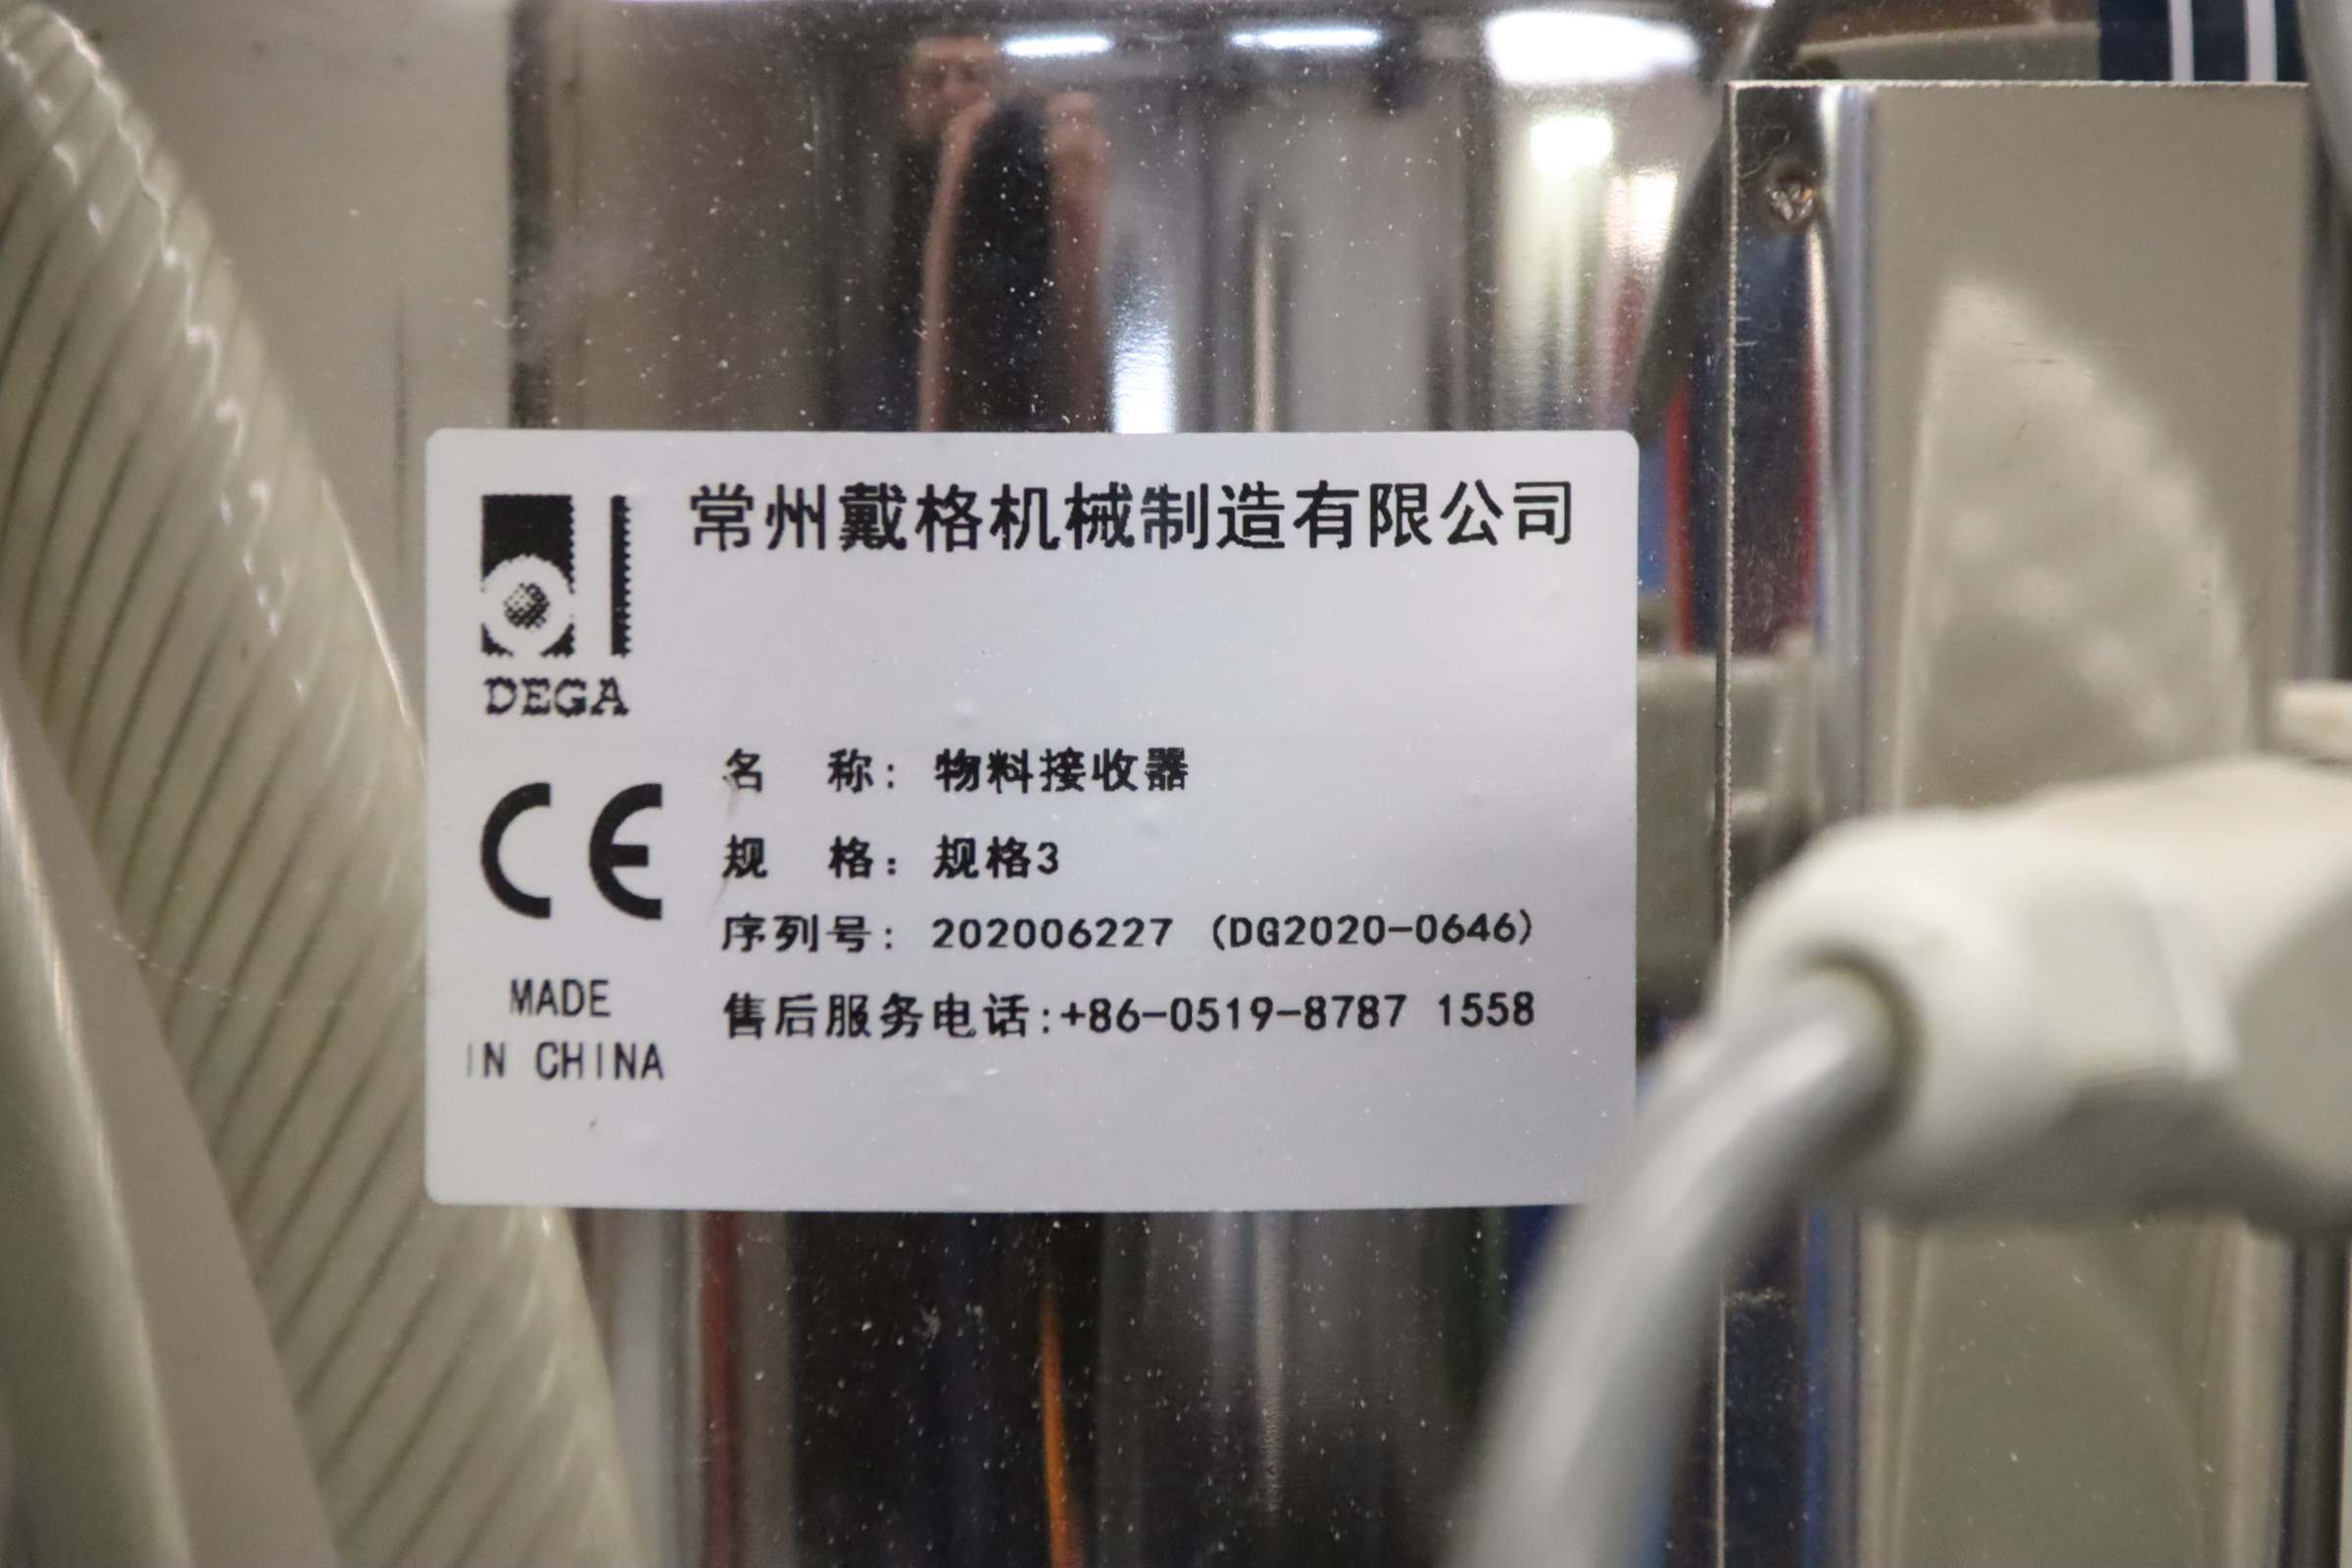 常州戴格机械制造有限公司
DEGA
名 称: 物料接收器
规 格: 规格3
序列号: 202006227 (DG2020-0646)
售后服务电话:+86-0519-8787 1558
CE
MADE
IN CHINA